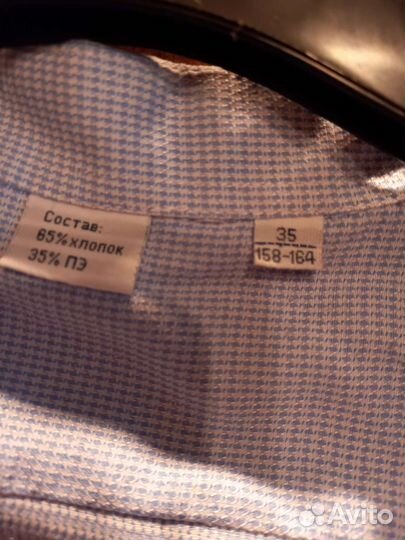 Состав:
65% хлопок
35% ПЭ
35
158-164
Avito